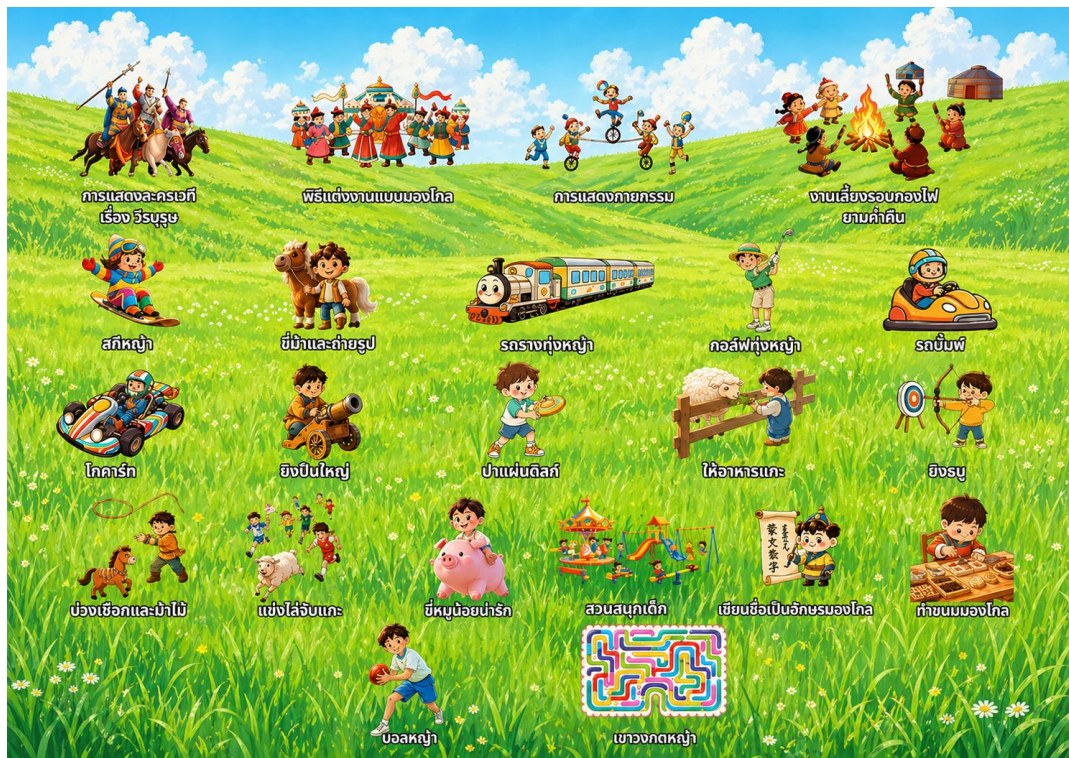 การแสดงละครเวที
เรื่อง วีรบุรุษ
พิธีแต่งงานแบบมองโกล
การแสดงกายกรรม
งานเลี้ยงรอบกองไฟ
ยามค่ำคืน
สกีหญ้า
ขี่ม้าและถ่ายรูป
รถรางทุ่งหญ้า
กอล์ฟทุ่งหญ้า
รถบั้มพ์
โกคาร์ท
ยิงปืนใหญ่
ปาแผ่นดิสก์
ให้อาหารแกะ
ยิงธนู
蒙文蒙字
บ่วงเชือกและม้าไม้
แข่งไล่จับแกะ
ขี่หมูน้อยน่ารัก
สวนสนุกเด็ก
เขียนชื่อเป็นอักษรมองโกล
ทำขนมมองโกล
บอลหญ้า
เขาวงกตหญ้า